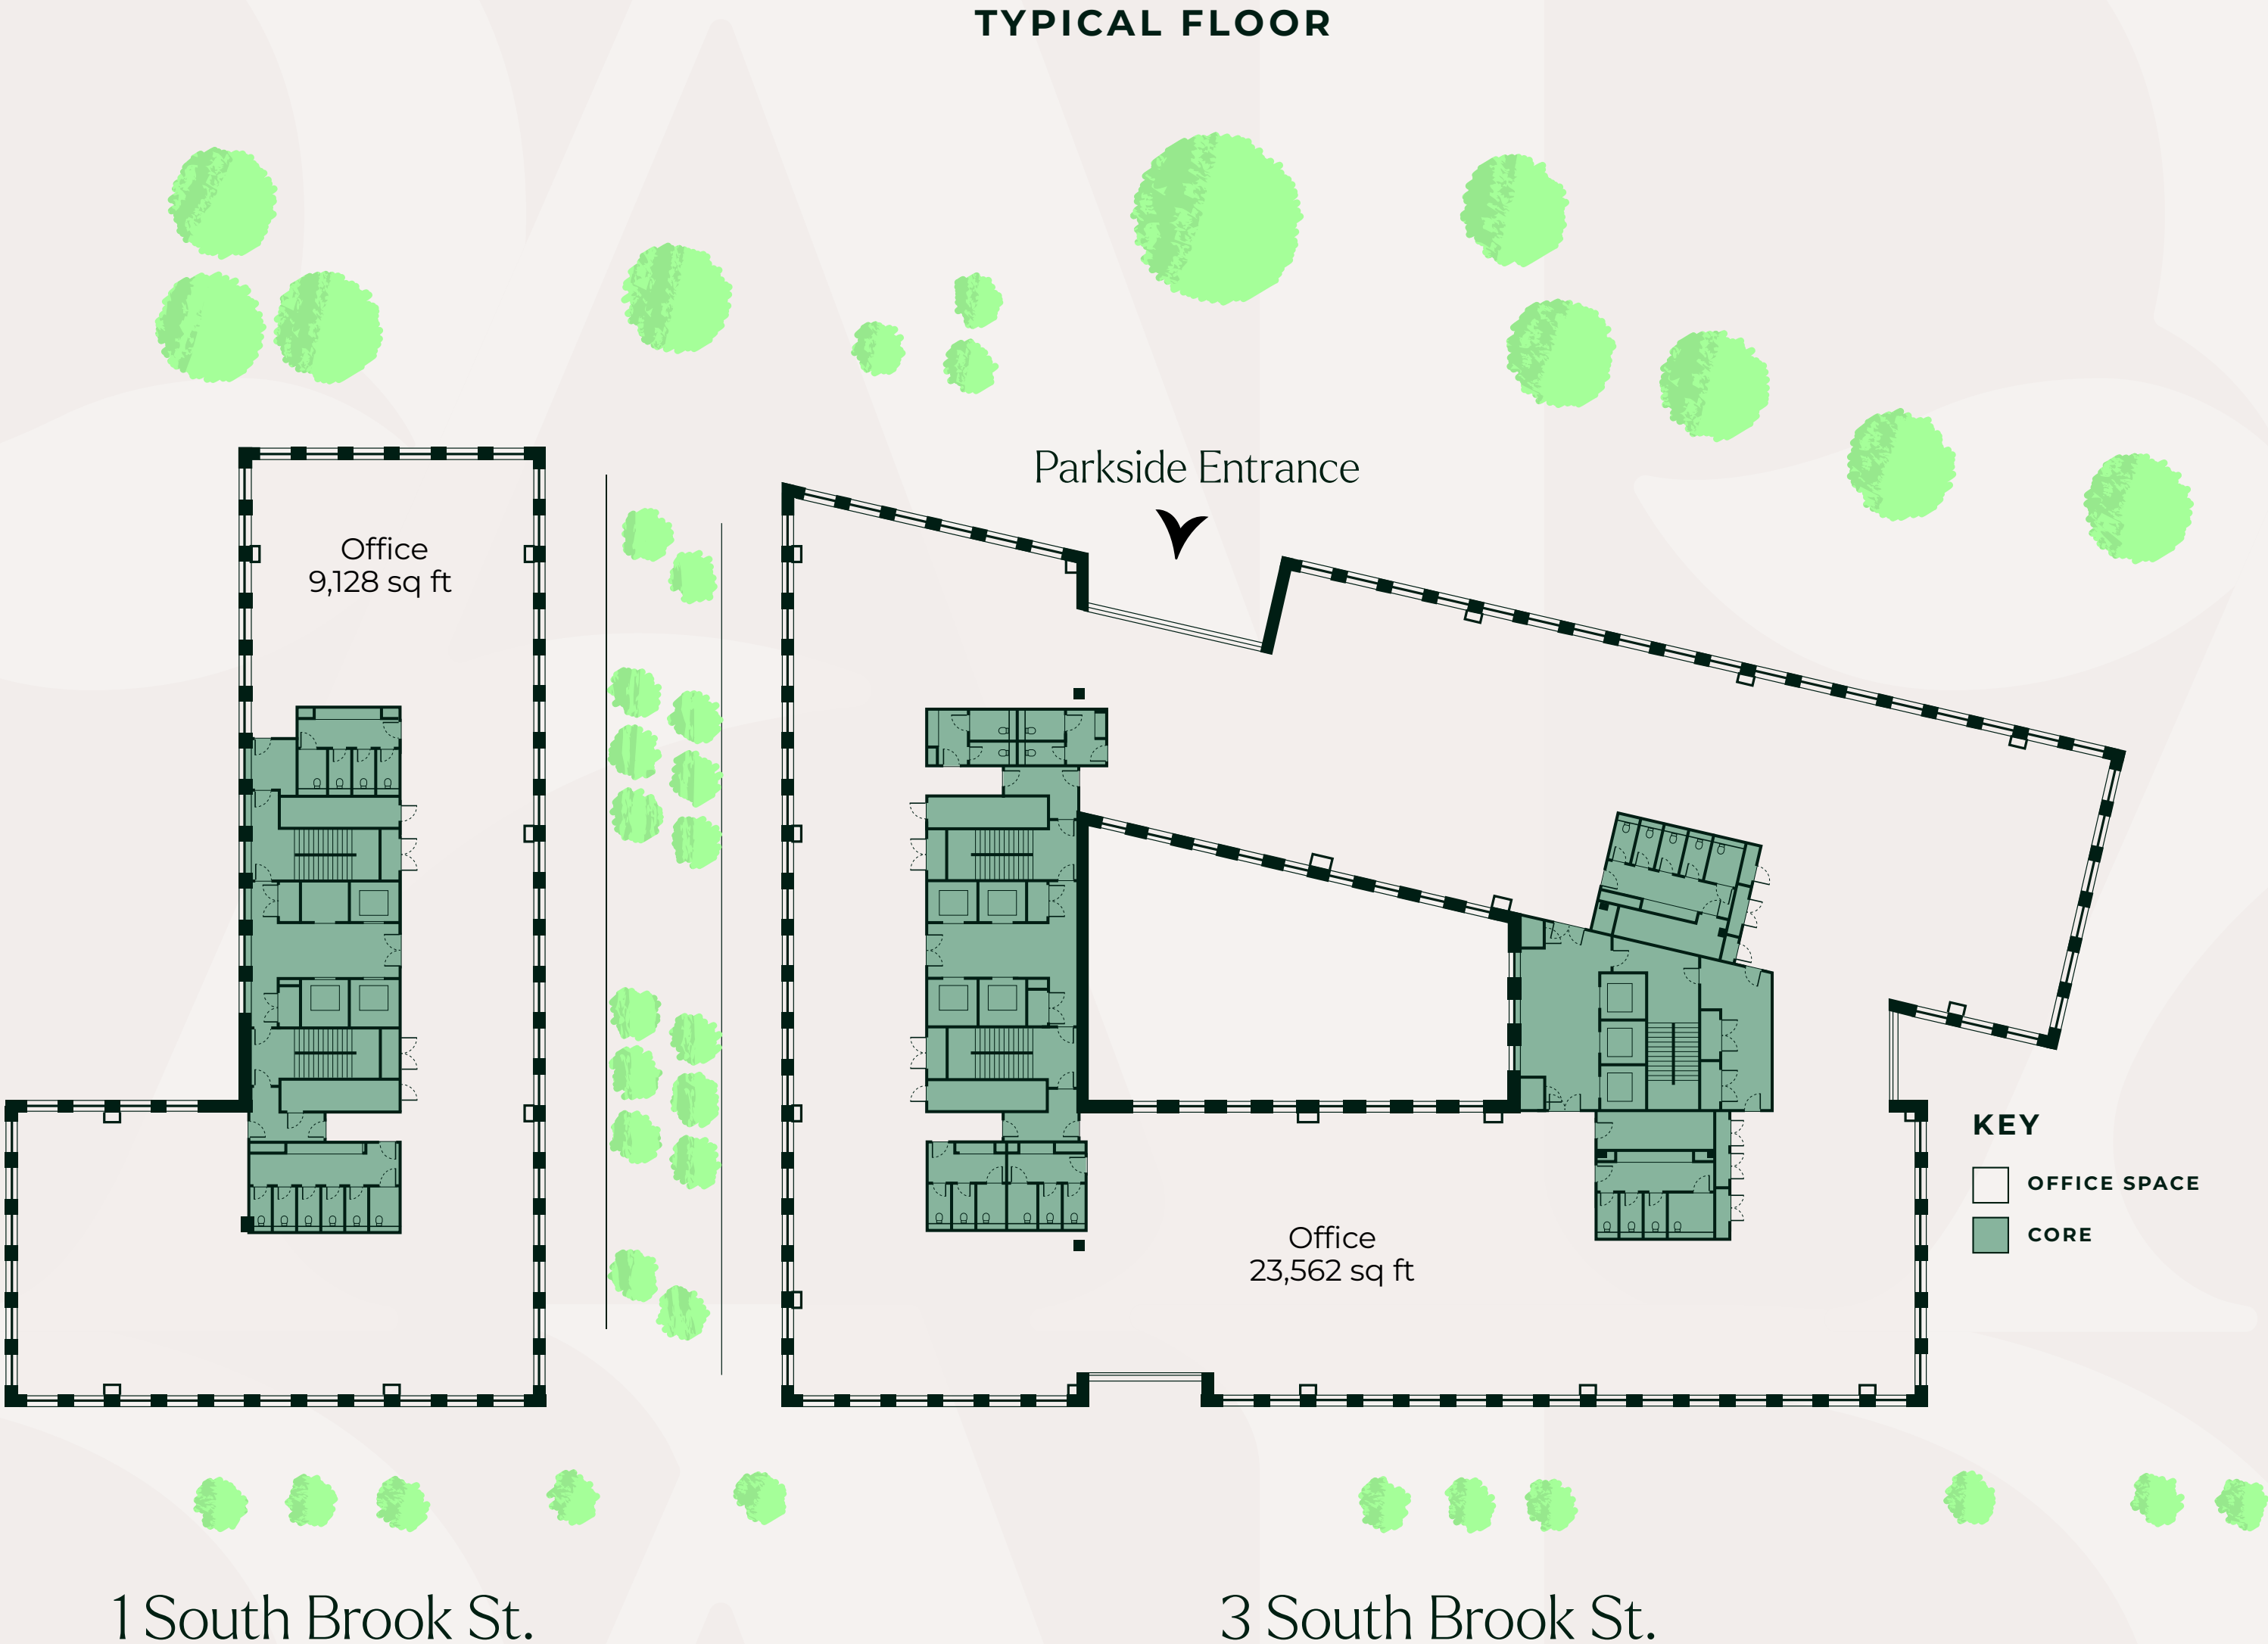 TYPICAL FLOOR
Parkside Entrance
Office
9,128 sq ft
KEY
OFFICE SPACE
CORE
Office
23,562 sq ft
1 South Brook St.
3 South Brook St.